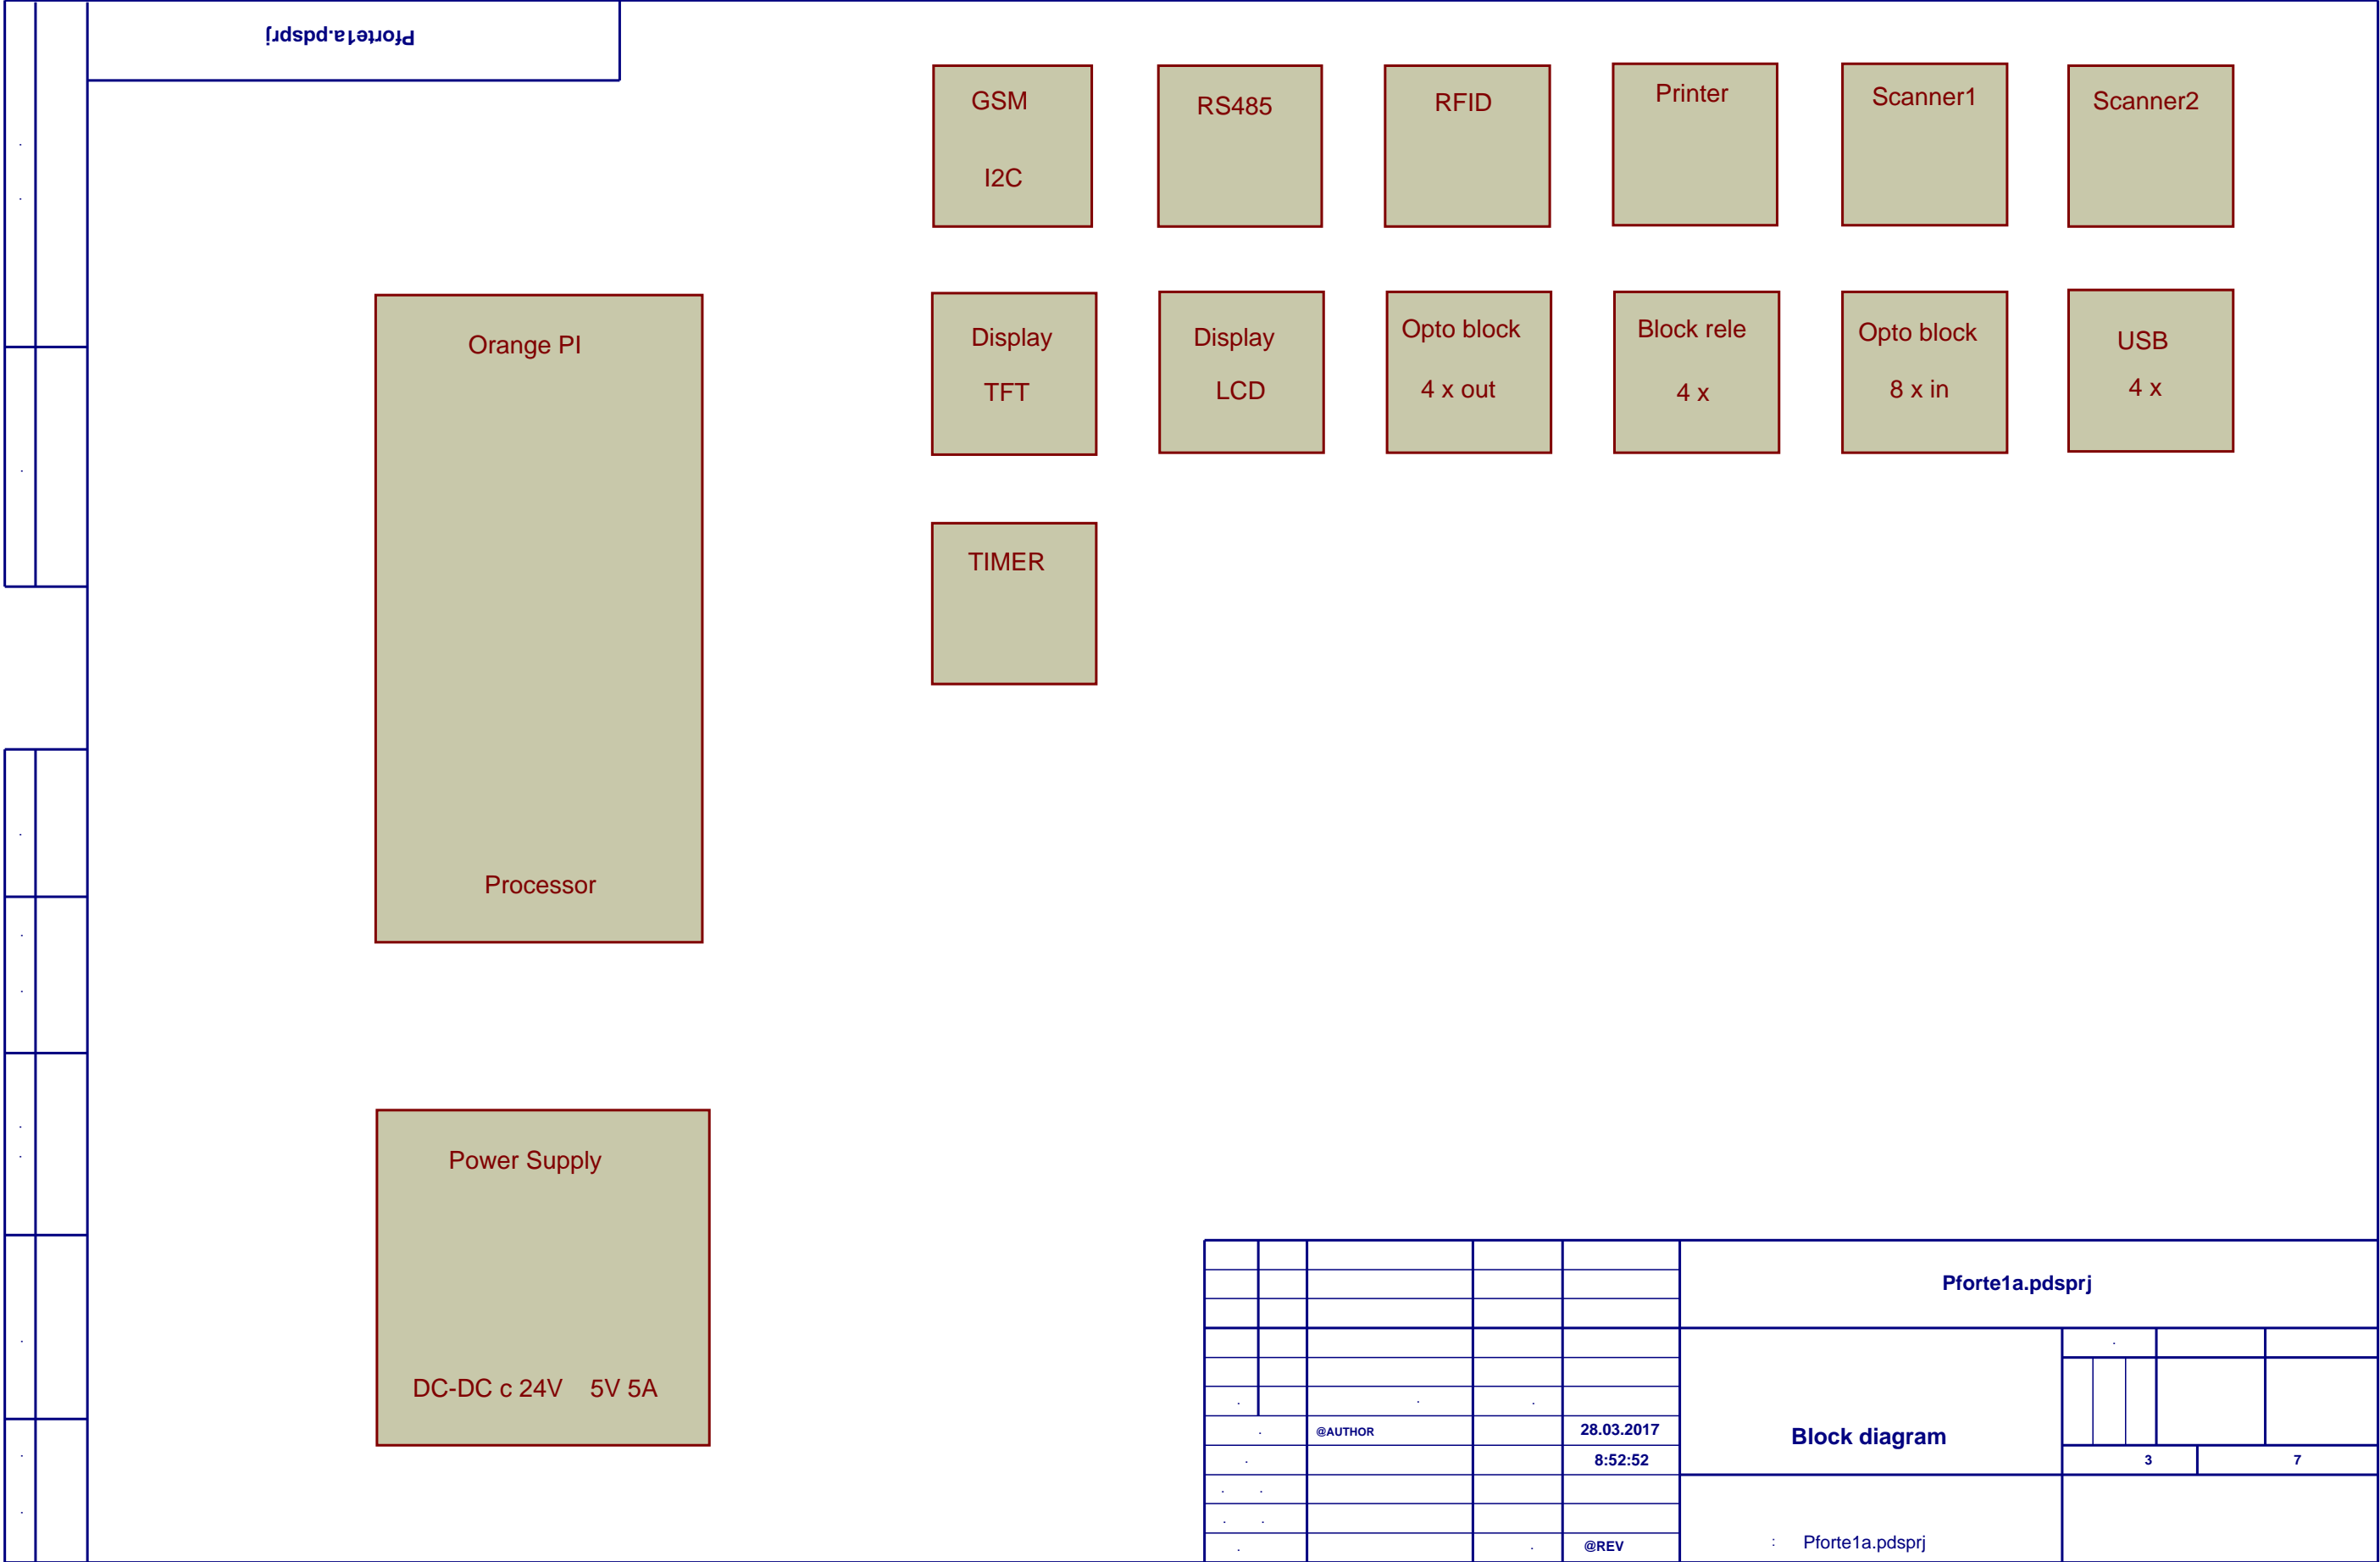 Pforte1a.pdsprj
GSM
I2C
RS485
RFID
Printer
Scanner1
Scanner2
Orange PI
Processor
Display
TFT
Display
LCD
Opto block
4 x out
Block rele
4 x
Opto block
8 x in
USB
4 x
TIMER
Power Supply
DC-DC c 24V 5V 5A
Pforte1a.pdsprj
@AUTHOR
28.03.2017
8:52:52
Block diagram
3
7
@REV
: Pforte1a.pdsprj